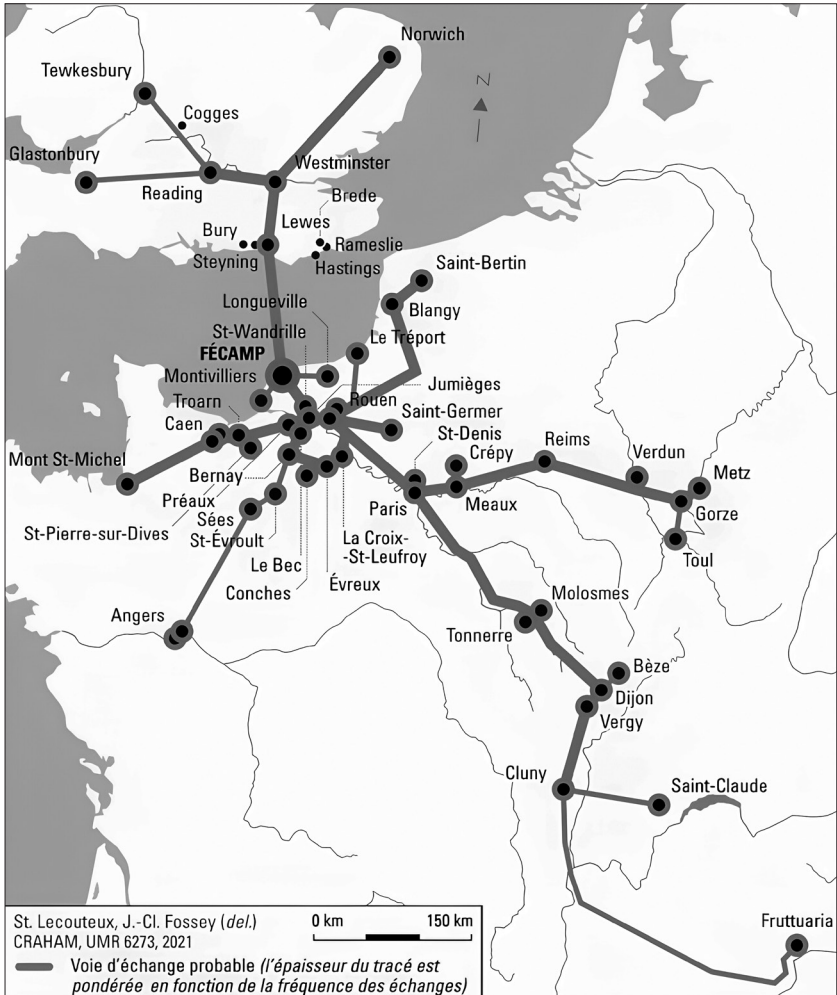 Norwich
Tewkesbury
N
Cogges
Glastonbury
Westminster
Reading
Brede
Lewes
Bury
Rameslie
Steyning
Hastings
Saint-Bertin
Longueville
Blangy
St-Wandrille
Le Tréport
FÉCAMP
Montivilliers
Jumièges
Troarn
Rouen
Saint-Germer
Caen
St-Denis
Crépy
Reims
Verdun
Mont St-Michel
Metz
Bernay
Préaux
Paris
Meaux
Gorze
Sées
St-Pierre-sur-Dives
St-Évroult
La Croix-
-St-Leufroy
Toul
Le Bec
Conches
Évreux
Molosmes
Angers
Tonnerre
Bèze
Dijon
Vergy
Cluny
Saint-Claude
Fruttuaria
St. Lecouteux, J.-Cl. Fossey (del.)
CRAHAM, UMR 6273, 2021
0 km 150 km
Voie d'échange probable (l'épaisseur du tracé est
pondérée en fonction de la fréquence des échanges)